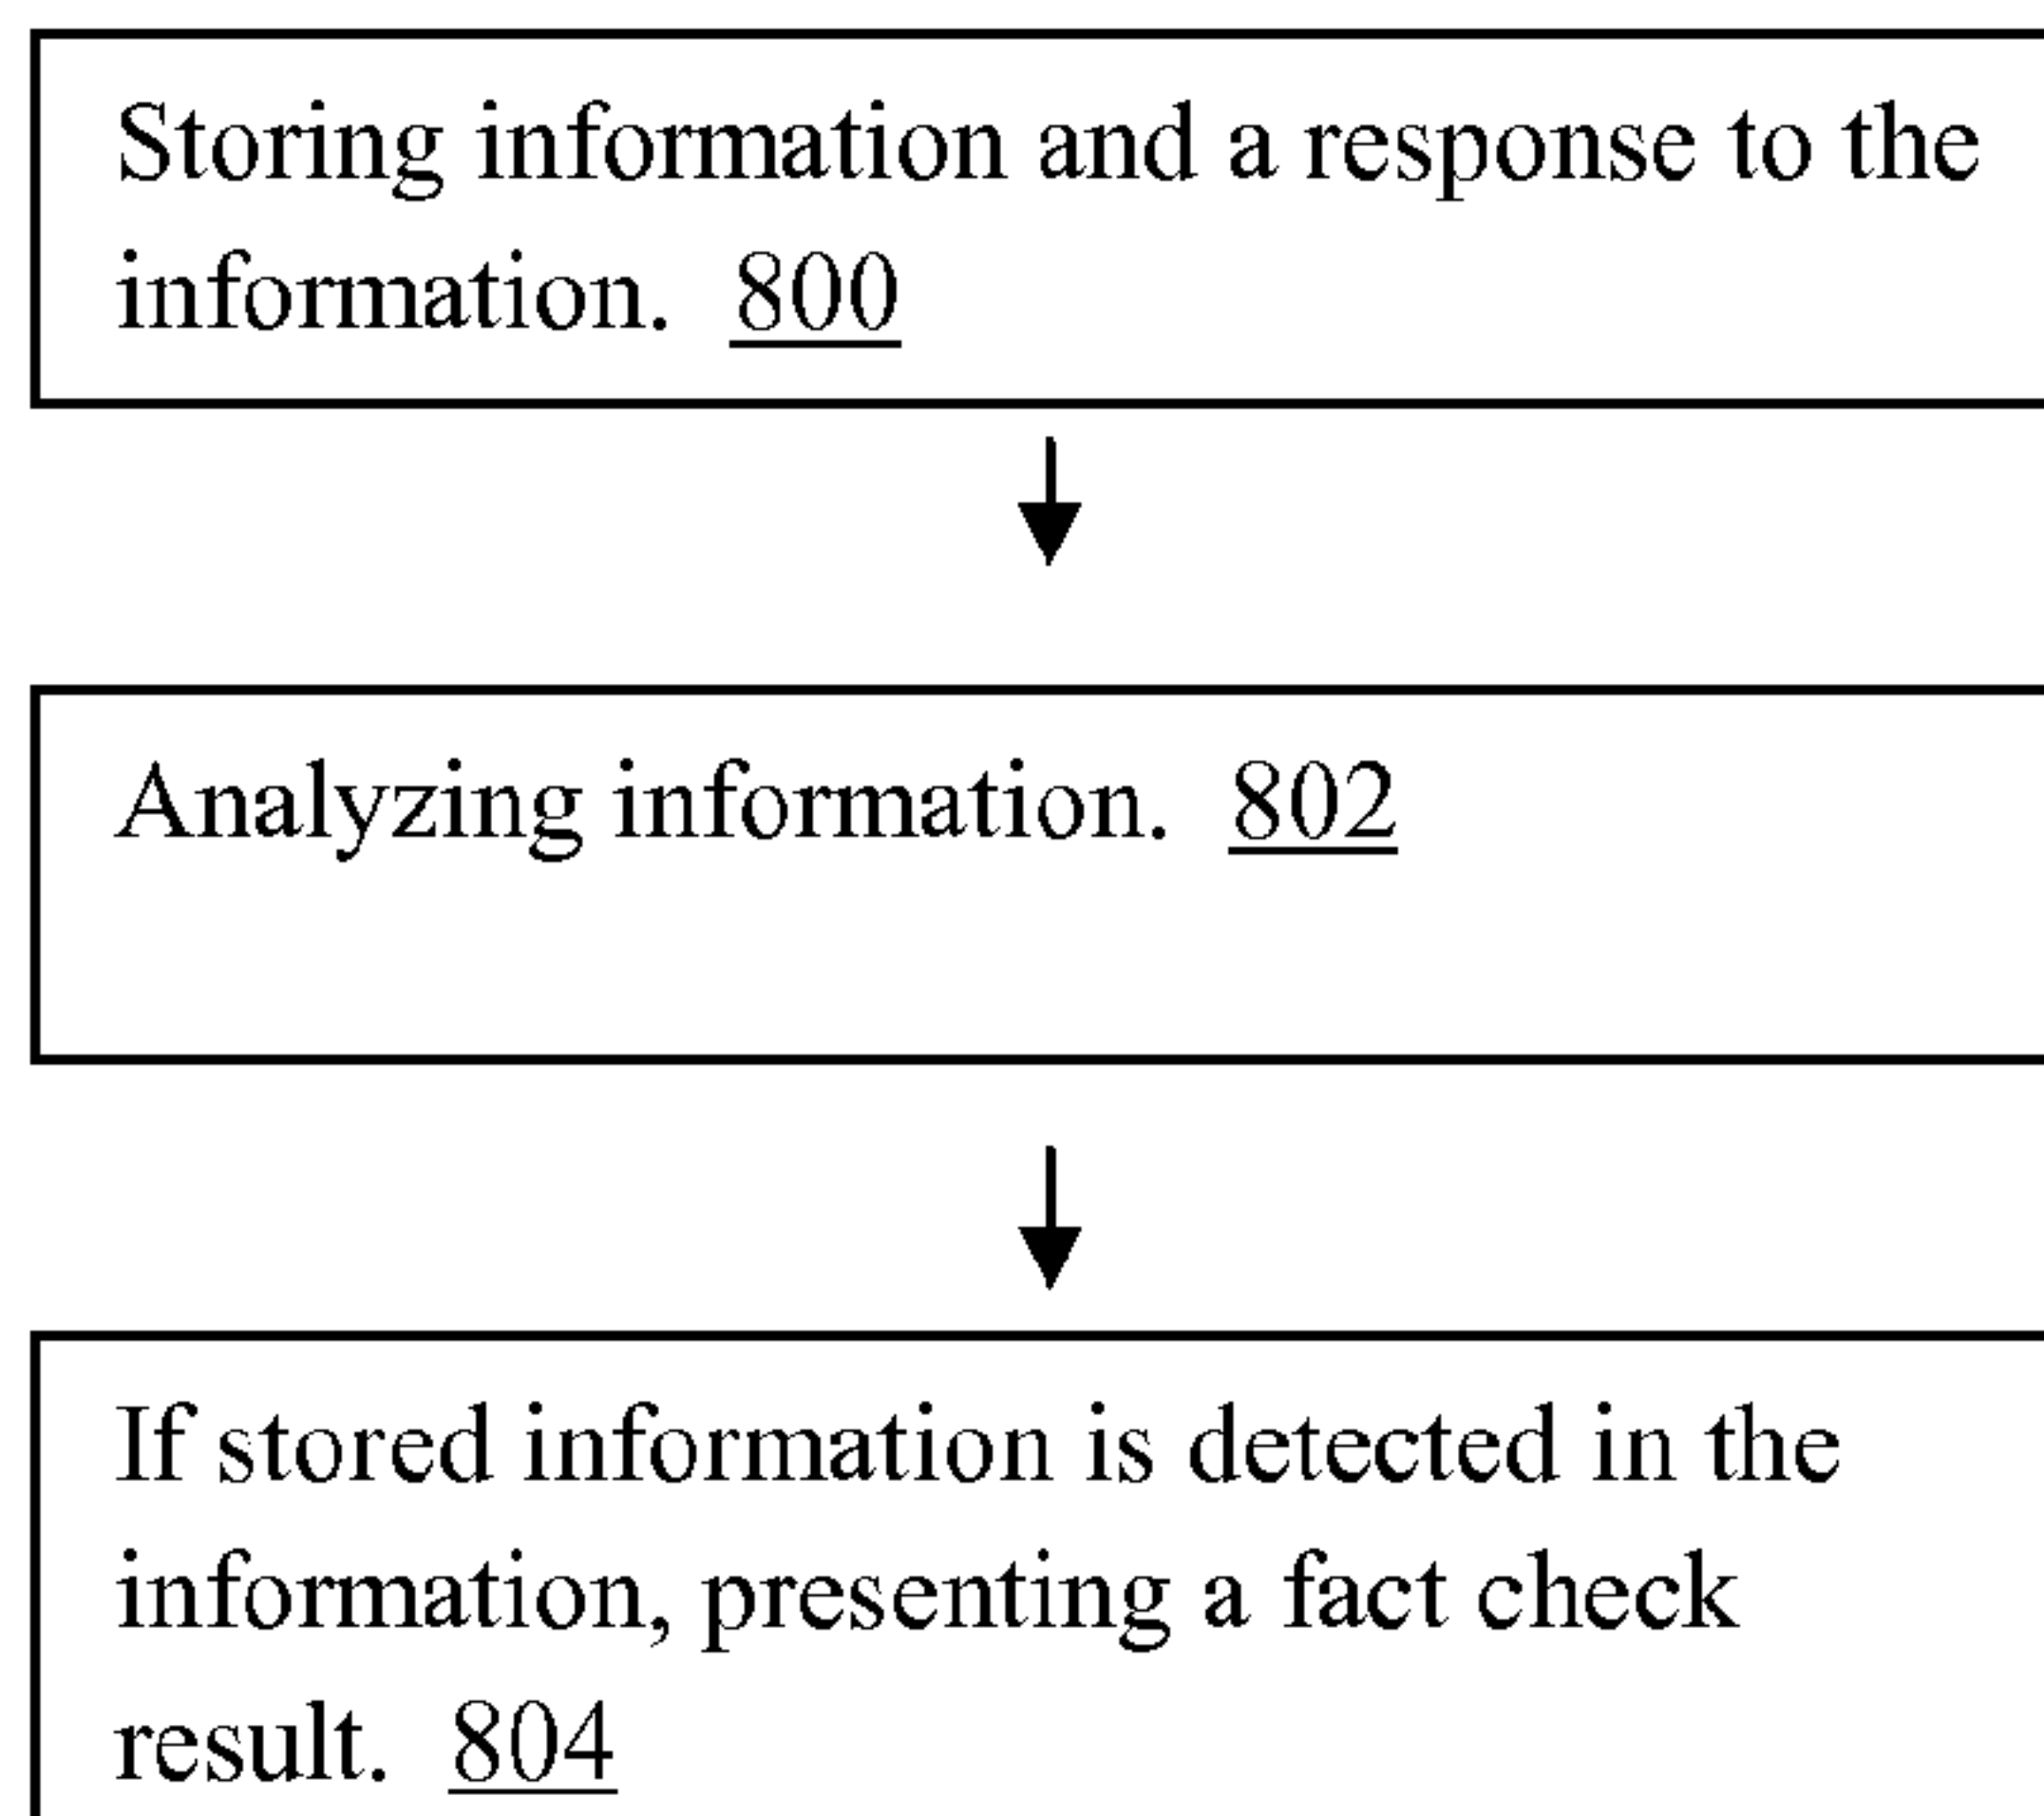 Storing information and a response to the
information. 800
Analyzing information. 802
If stored information is detected in the
information, presenting a fact check
result. 804